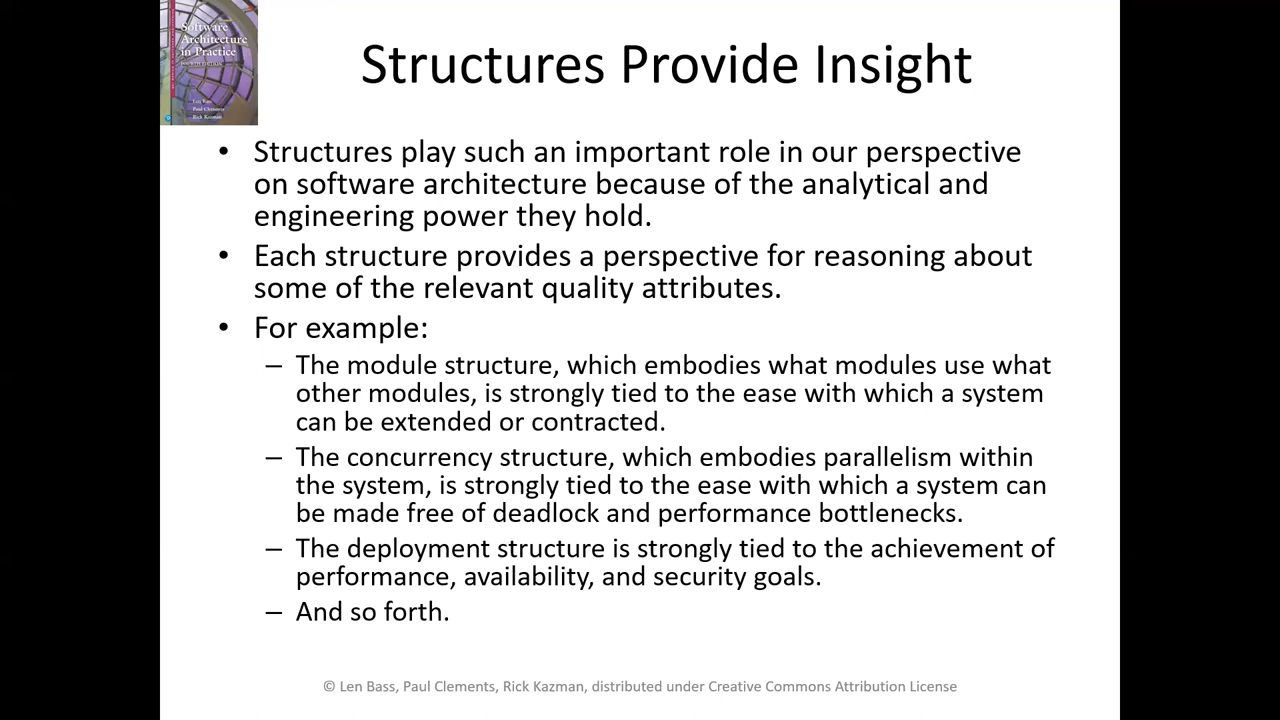 Software
Architecture
in Practice
FOURTH EDITION
Len Bass
Paul Clements
Rick Kazman
Structures Provide Insight
• Structures play such an important role in our perspective
on software architecture because of the analytical and
engineering power they hold.
• Each structure provides a perspective for reasoning about
some of the relevant quality attributes.
• For example:
– The module structure, which embodies what modules use what
other modules, is strongly tied to the ease with which a system
can be extended or contracted.
– The concurrency structure, which embodies parallelism within
the system, is strongly tied to the ease with which a system can
be made free of deadlock and performance bottlenecks.
– The deployment structure is strongly tied to the achievement of
performance, availability, and security goals.
– And so forth.
© Len Bass, Paul Clements, Rick Kazman, distributed under Creative Commons Attribution License